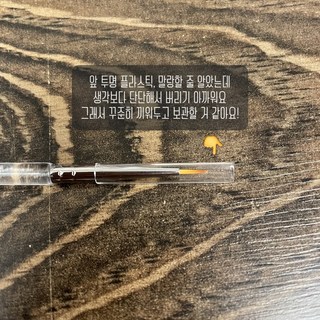 앞 투명 플라스틱, 말랑할 줄 알았는데
생각보다 탄탄해서 버리기 아까워요
그래서 꾸준히 끼워두고 보관할 거 같아요!